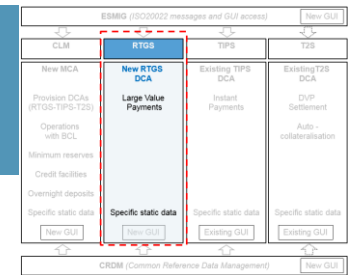 ESMIG (ISO20022 messages and GUI access)
New GUI
CLM
RTGS
TIPS
T2S
New MCA
New RTGS
DCA
Existing TIPS
DCA
Existing T2S
DCA
Provision DCAs
(RTGS-TIPS-T2S)
Large Value
Payments
Instant
Payments
DVP
Settlement
Operations
with BCL
Auto -
collateralisation
Minimum reserves
Credit facilities
Overnight deposits
Specific static data
Specific static data
Specific static data
Specific static data
New GUI
New GUI
Existing GUI
Existing GUI
CRDM (Common Reference Data Management)
New GUI